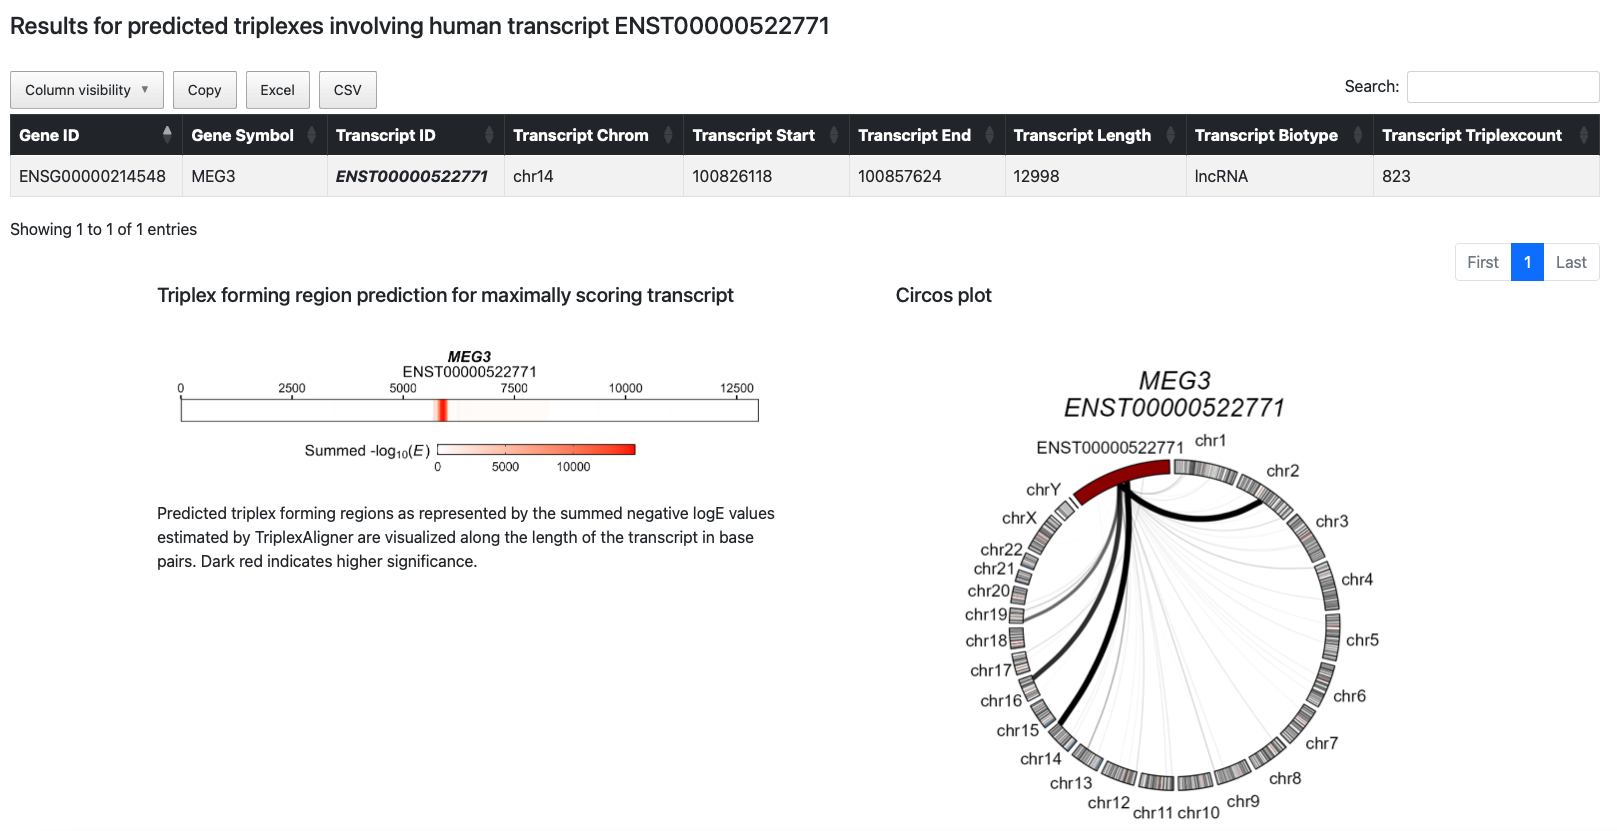 Results for predicted triplexes involving human transcript ENST00000522771
Column visibility ▼ Copy Excel CSV Search:
Gene ID Gene Symbol Transcript ID Transcript Chrom Transcript Start Transcript End Transcript Length Transcript Biotype Transcript Triplexcount
ENSG00000214548 MEG3 ENST00000522771 chr14 100826118 100857624 12998 lncRNA 823
Showing 1 to 1 of 1 entries
First 1 Last
Triplex forming region prediction for maximally scoring transcript
MEG3
ENST00000522771
0 2500 5000 7500 10000 12500
Summed -log₁₀(E)
0 5000 10000
Predicted triplex forming regions as represented by the summed negative logE values
estimated by TriplexAligner are visualized along the length of the transcript in base
pairs. Dark red indicates higher significance.
Circos plot
MEG3
ENST00000522771
ENST00000522771
chr1
chr2
chr3
chr4
chr5
chr6
chr7
chr8
chr9
chr10
chr11
chr12
chr13
chr14
chr15
chr16
chr17
chr18
chr19
chr20
chr21
chr22
chrX
chrY